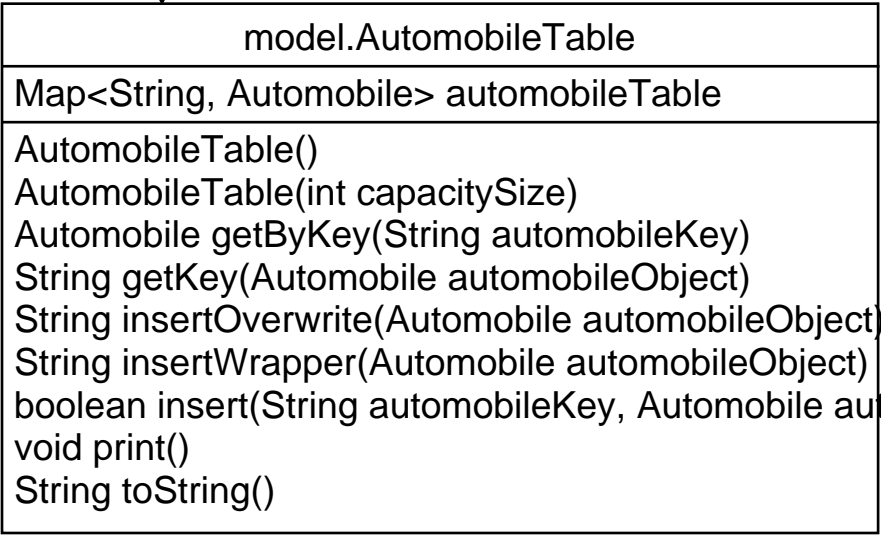 model.AutomobileTable
Map<String, Automobile> automobileTable
AutomobileTable()
AutomobileTable(int capacitySize)
Automobile getByKey(String automobileKey)
String getKey(Automobile automobileObject)
String insertOverwrite(Automobile automobileObject)
String insertWrapper(Automobile automobileObject)
boolean insert(String automobileKey, Automobile
void print()
String toString()